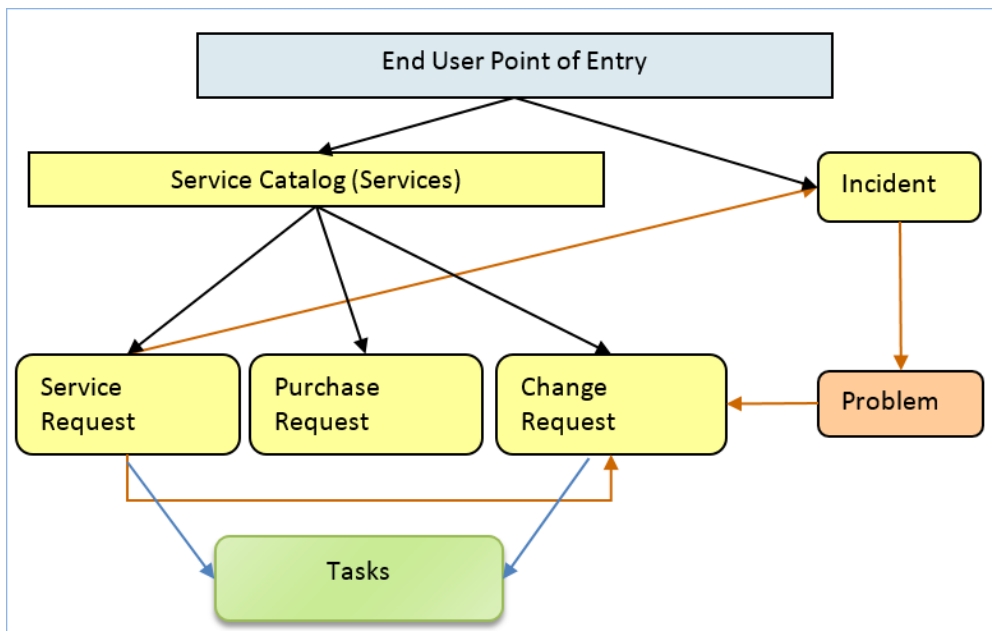 End User Point of Entry
Service Catalog (Services)
Incident
Service
Request
Purchase
Request
Change
Request
Problem
Tasks